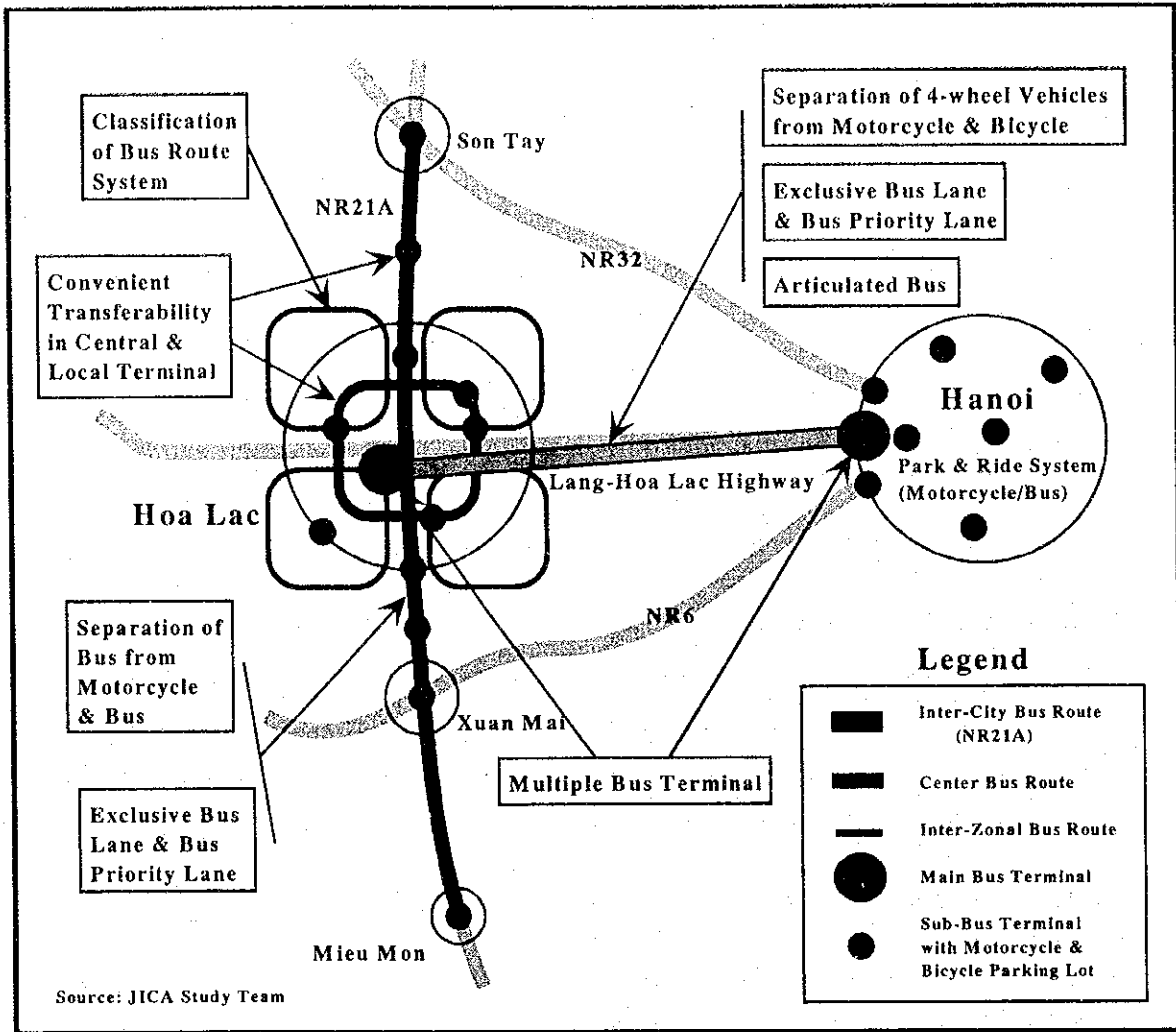 Classification
of Bus Route
System
Son Tay
NR21A
Separation of 4-wheel Vehicles
from Motorcycle & Bicycle
Exclusive Bus Lane
& Bus Priority Lane
Articulated Bus
NR32
Convenient
Transferability
in Central &
Local Terminal
Hanoi
Park & Ride System
(Motorcycle/Bus)
Lang-Hoa Lac Highway
Hoa Lac
NR6
Separation of
Bus from
Motorcycle
& Bus
Xuan Mai
Multiple Bus Terminal
Exclusive Bus
Lane & Bus
Priority Lane
Mieu Mon
Legend
Inter-City Bus Route
(NR21A)
Center Bus Route
Inter-Zonal Bus Route
Main Bus Terminal
Sub-Bus Terminal
with Motorcycle &
Bicycle Parking Lot
Source: JICA Study Team